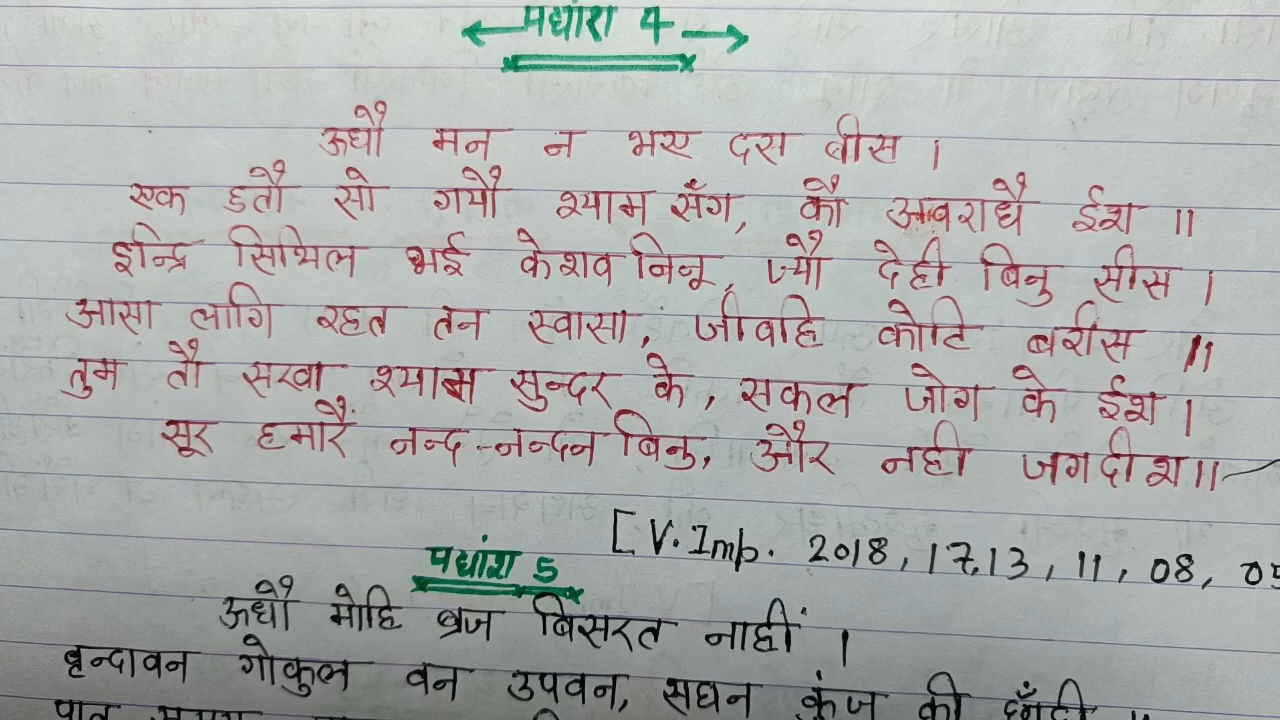 पद्यांश 4
ऊधौ मन न भए दस बीस ।
एक हुतौ सो गयौ श्याम सँग, कौ अवराधै ईश ॥
इन्द्रि सिथिल भई केशव बिनू, ज्यौं देही बिनु सीस ।
आसा लागि रहत तन स्वासा, जीवहि कोटि बरीस ॥
तुम तौ सखा श्याम सुन्दर के, सकल जोग के ईश ।
सूर हमारैं नन्द-नन्दन बिनु, और नही जगदीश ॥
[V. Imp. 2018, 17, 13, 11, 08, 05
पद्यांश 5
ऊधौ मोहि ब्रज बिसरत नाहीं ।
बृन्दावन गोकुल वन उपवन, सघन कुंज की छाँही ॥